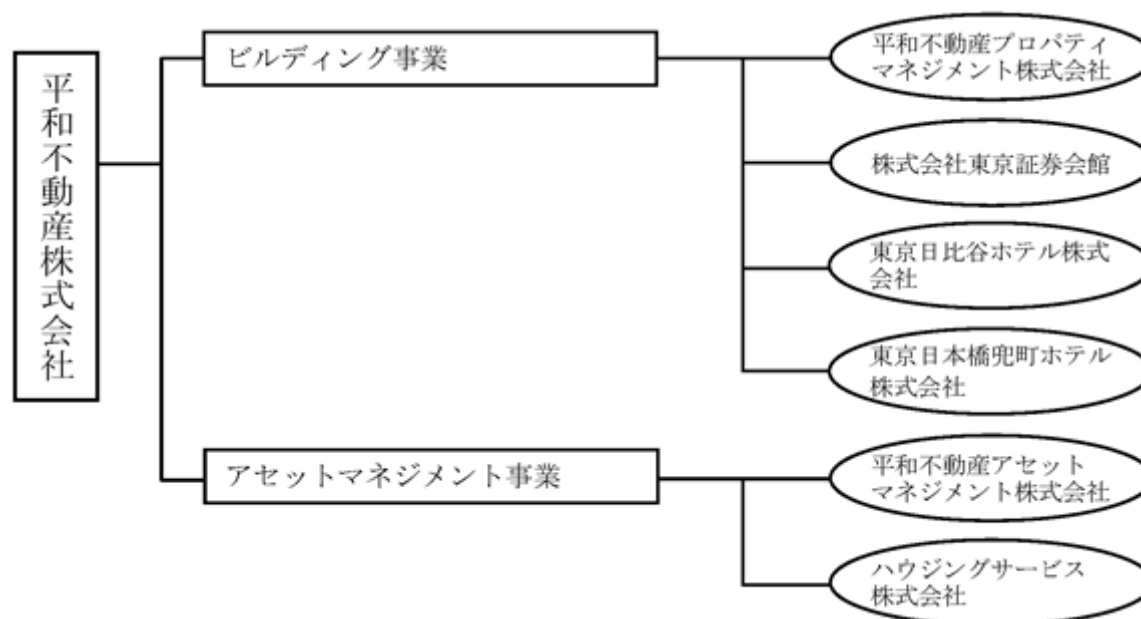 平和不動産株式会社
ビルディング事業
平和不動産プロパティ
マネジメント株式会社
株式会社東京証券会館
東京日比谷ホテル株式
会社
東京日本橋兜町ホテル
株式会社
アセットマネジメント事業
平和不動産アセット
マネジメント株式会社
ハウジングサービス
株式会社